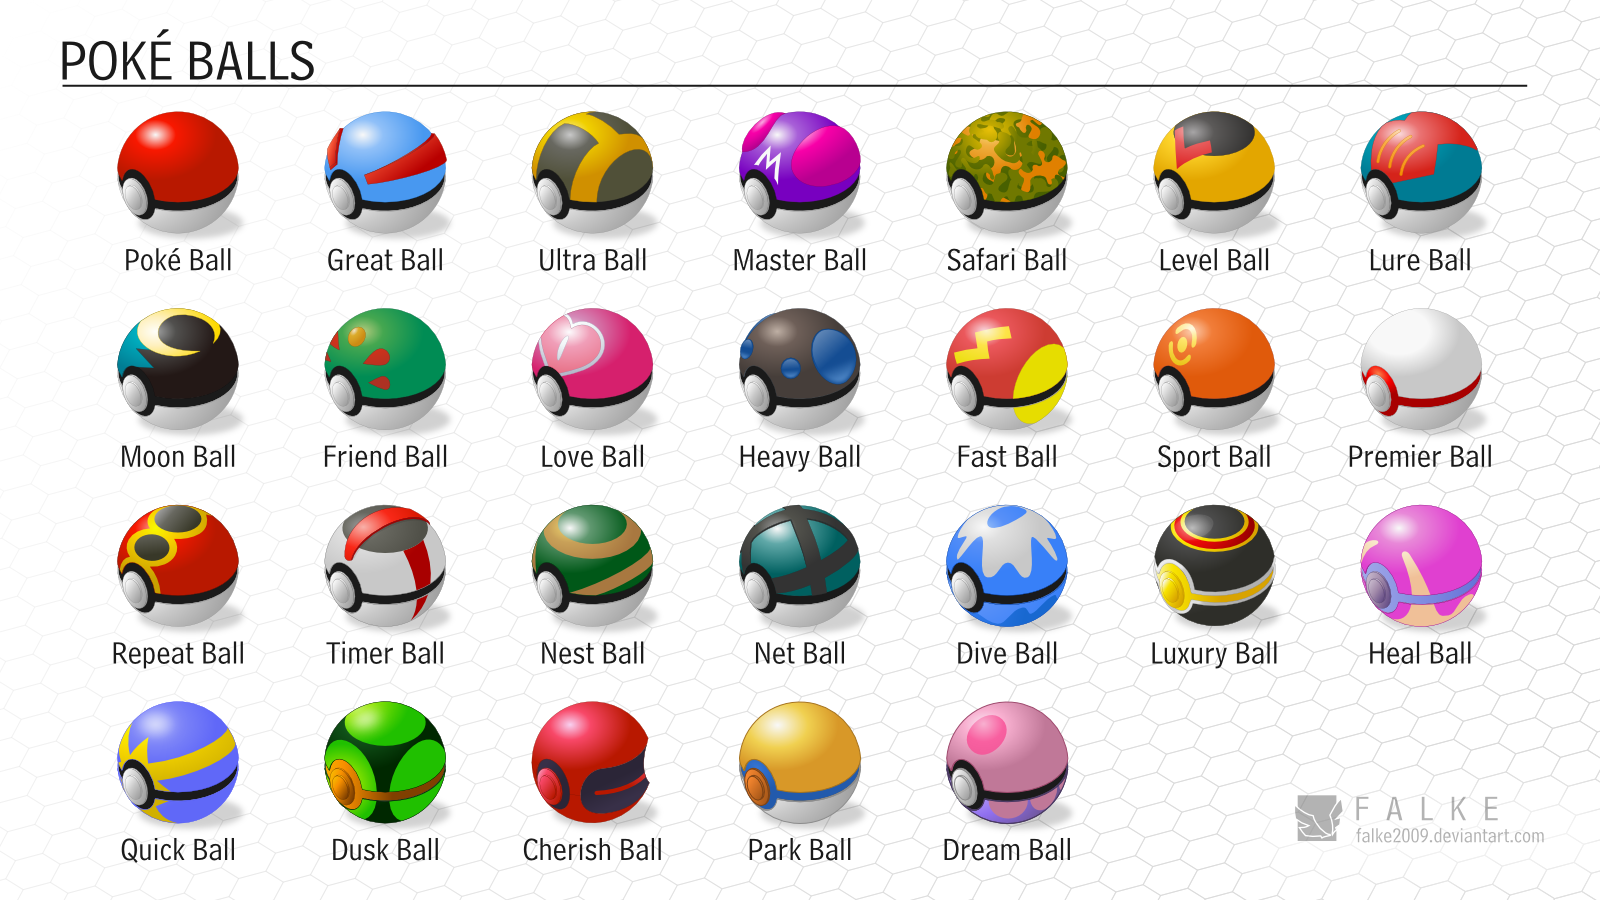 POKÉ BALLS
Poké Ball Great Ball Ultra Ball Master Ball Safari Ball Level Ball Lure Ball
Moon Ball Friend Ball Love Ball Heavy Ball Fast Ball Sport Ball Premier Ball
Repeat Ball Timer Ball Nest Ball Net Ball Dive Ball Luxury Ball Heal Ball
Quick Ball Dusk Ball Cherish Ball Park Ball Dream Ball
M
FALKE
falke2009.deviantart.com